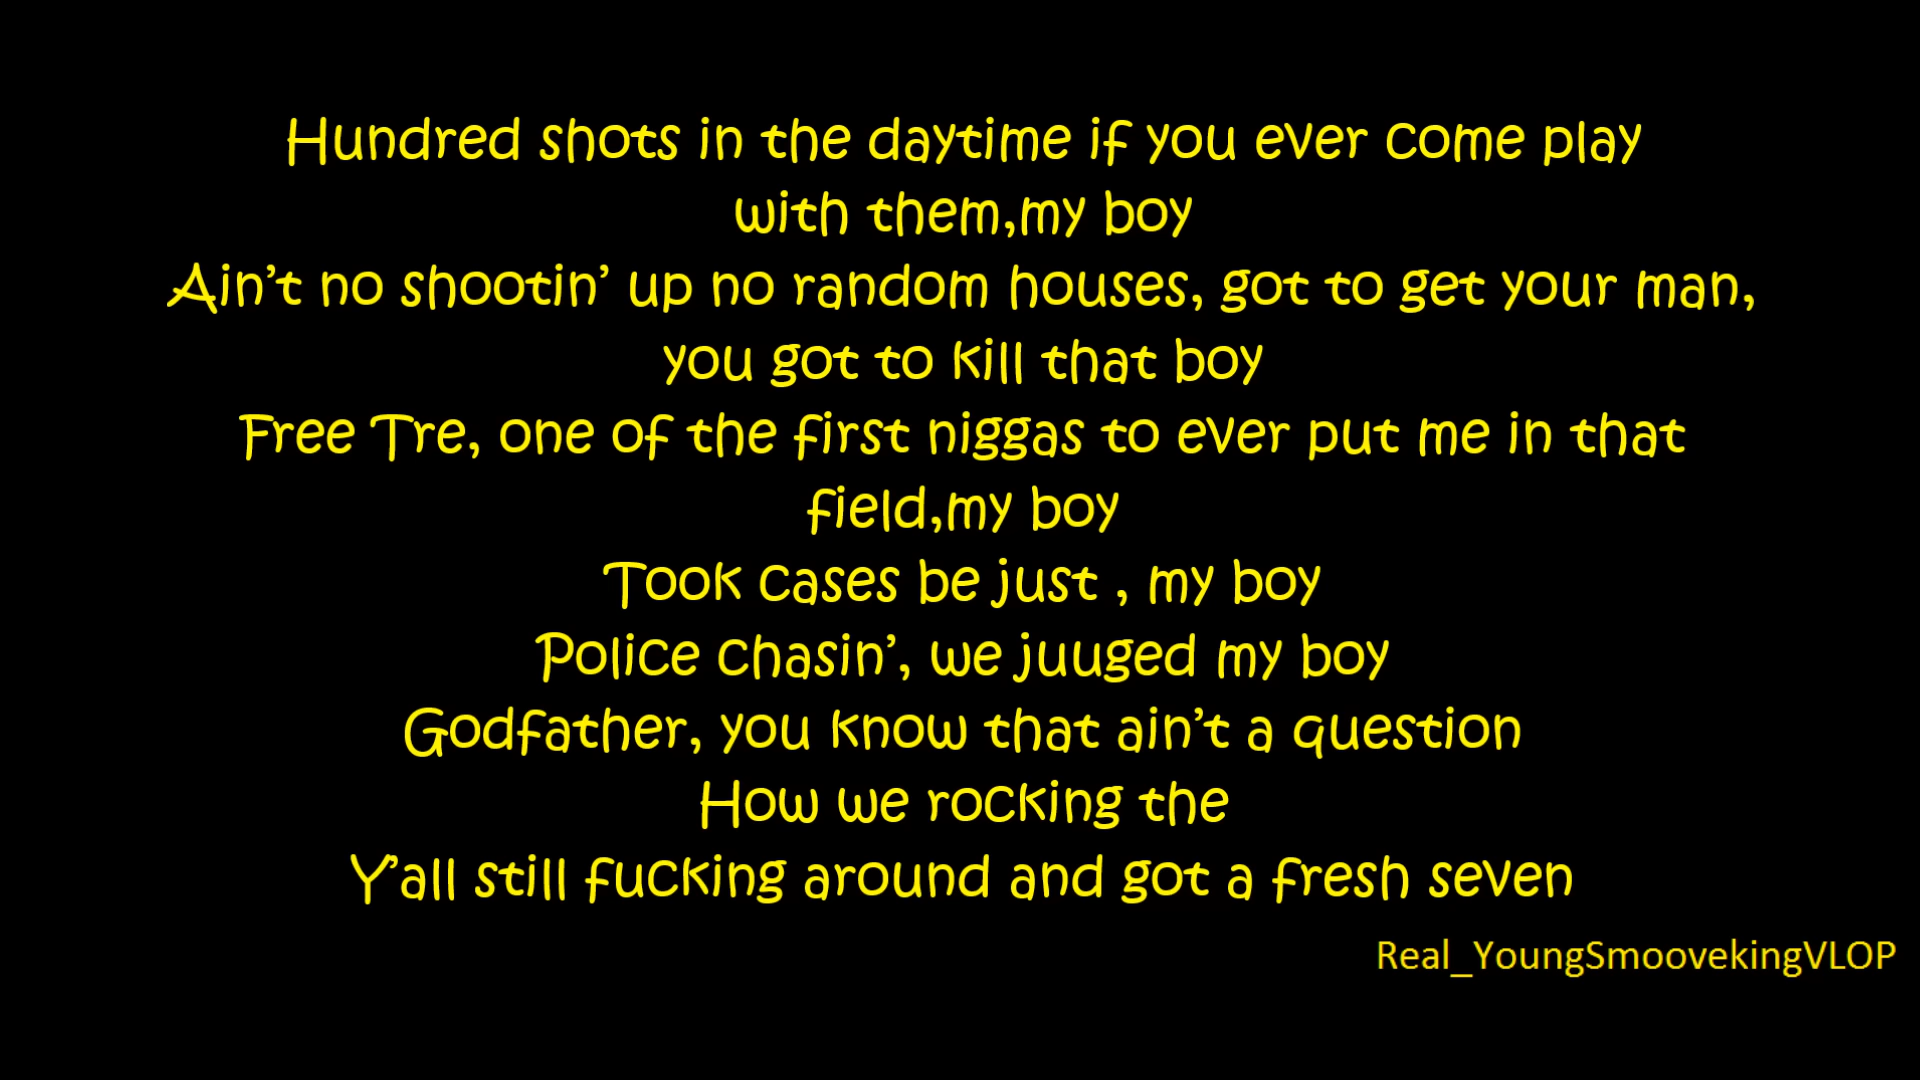 Hundred shots in the daytime if you ever come play
with them,my boy
Ain't no shootin' up no random houses, got to get your man,
you got to kill that boy
Free Tre, one of the first niggas to ever put me in that
field,my boy
Took cases be just , my boy
Police chasin', we juuged my boy
Godfather, you know that ain't a question
How we rocking the
Y'all still fucking around and got a fresh seven
Real_YoungSmoovekingVLOP